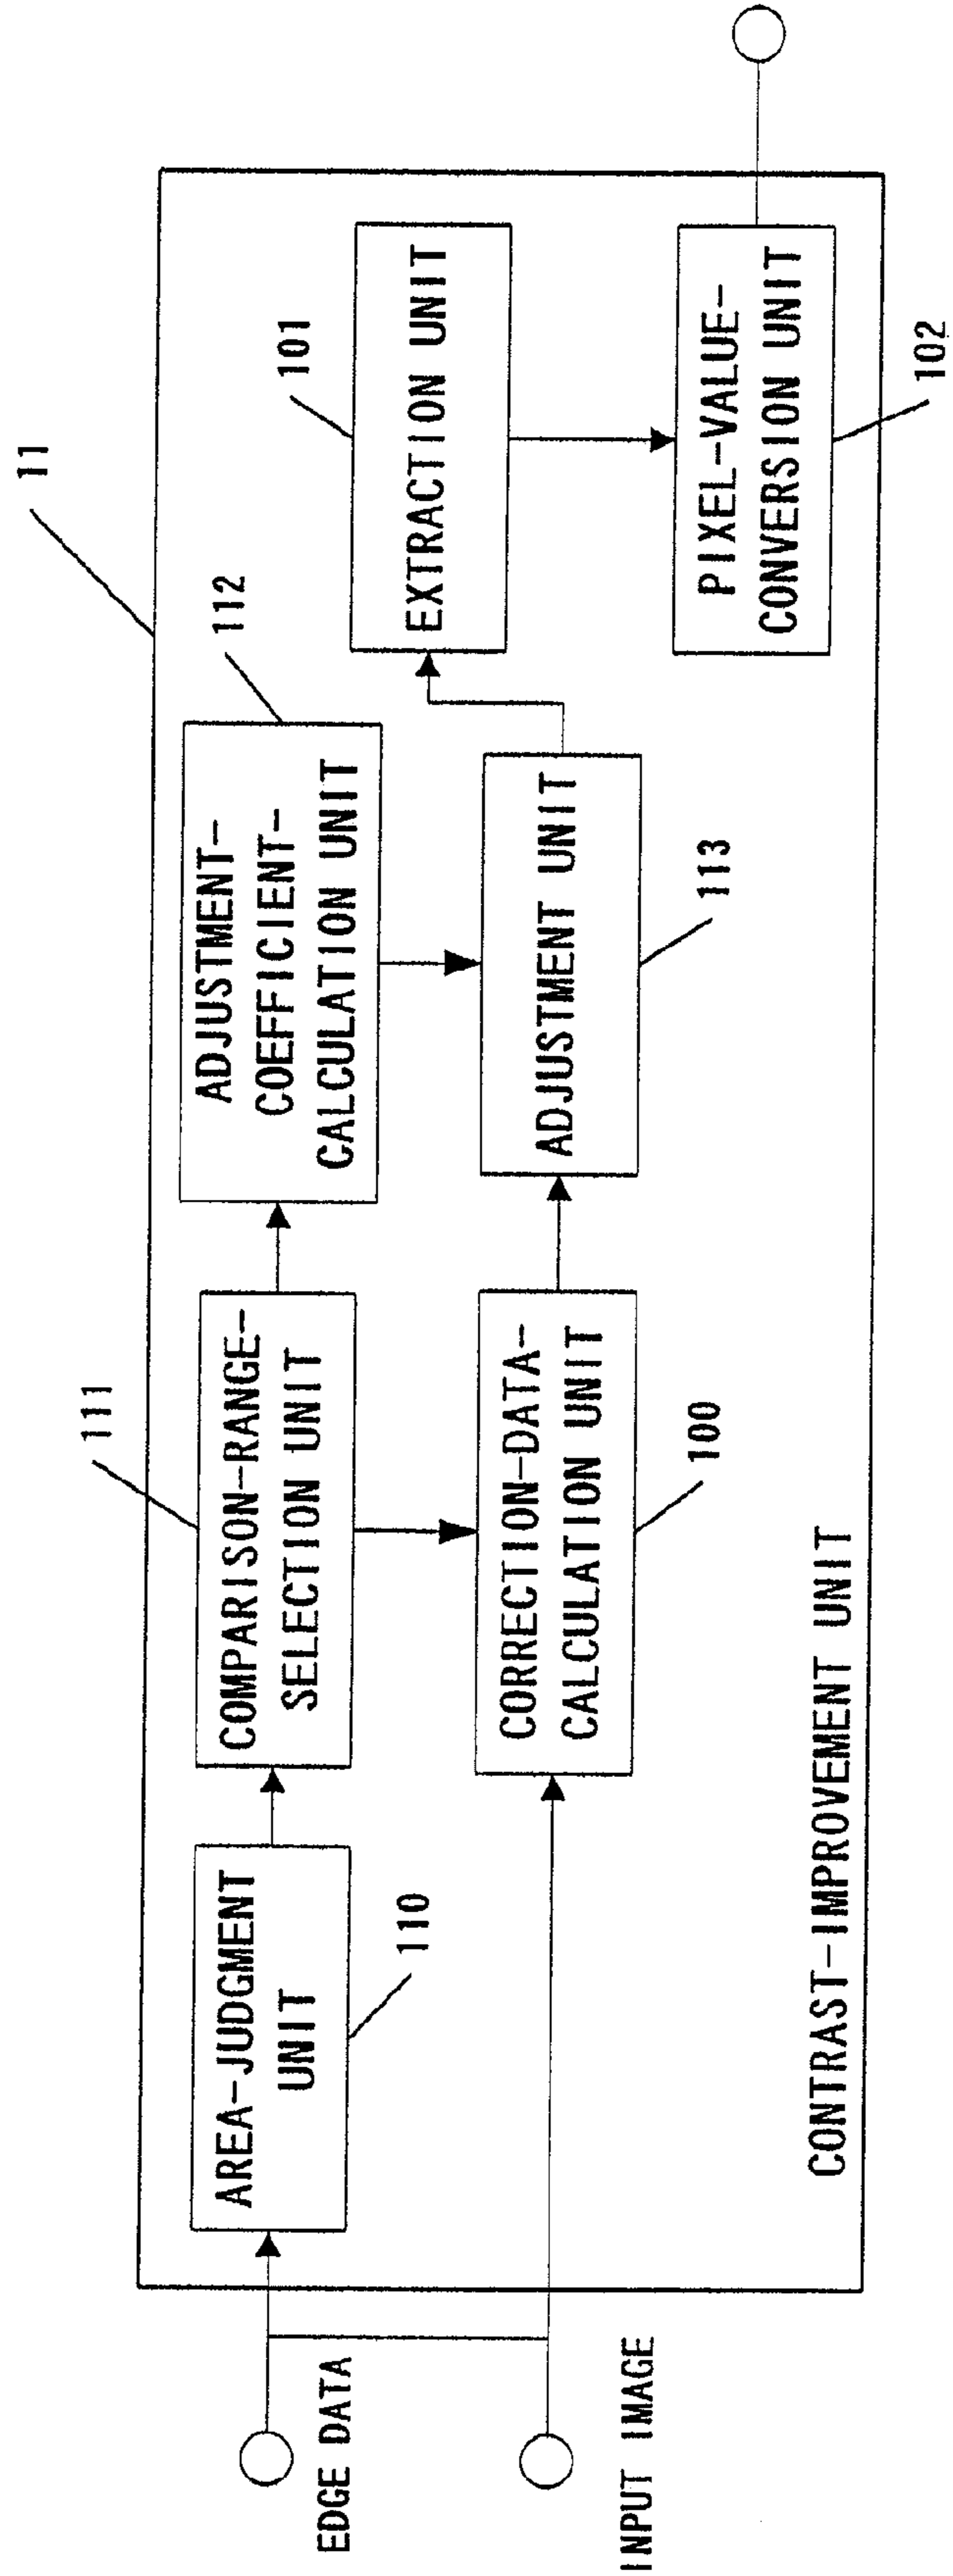 11
111
112
101
AREA-JUDGMENT
UNIT
110
COMPARISON-RANGE-
SELECTION UNIT
ADJUSTMENT-
COEFFICIENT-
CALCULATION UNIT
EXTRACTION UNIT
EDGE DATA
CORRECTION-DATA-
CALCULATION UNIT
100
ADJUSTMENT UNIT
113
PIXEL-VALUE-
CONVERSION UNIT
102
INPUT IMAGE
CONTRAST-IMPROVEMENT UNIT